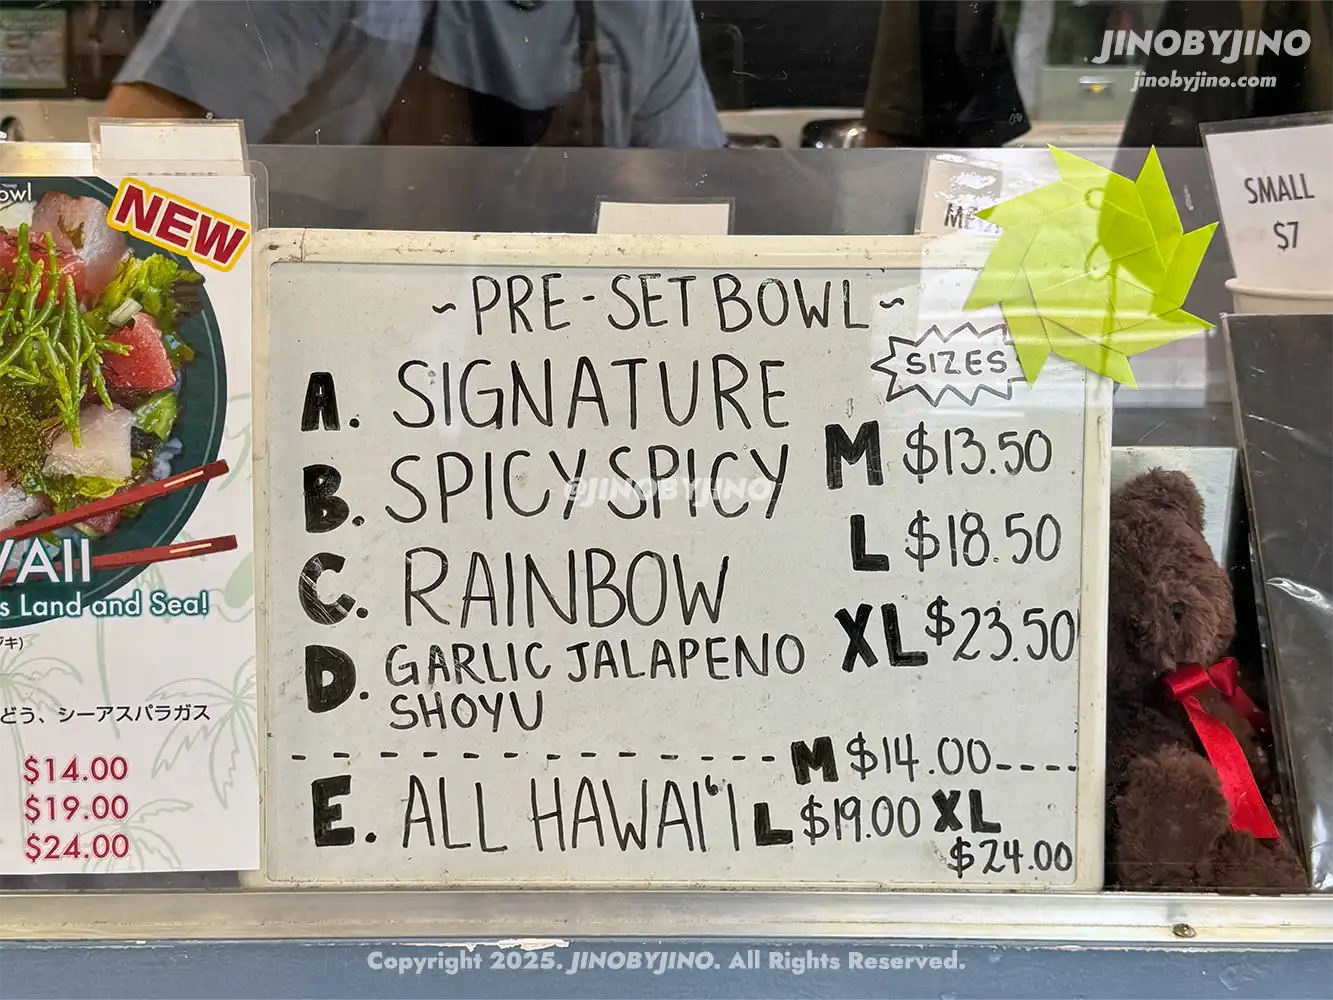 JINOBYJINO
jinobyjino.com
owl
NEW
SMALL
$7
~PRE-SET BOWL~
SIZES
A. SIGNATURE
B. SPICY SPICY
C. RAINBOW
D. GARLIC JALAPENO
SHOYU
M $13.50
L $18.50
XL $23.50
@JINOBYJINO
E. ALL HAWAI'I
M $14.00
L $19.00 XL
$24.00
VAII
s Land and Sea!
キ)
どう、シーアスパラガス
$14.00
$19.00
$24.00
Copyright 2025. JINOBYJINO. All Rights Reserved.